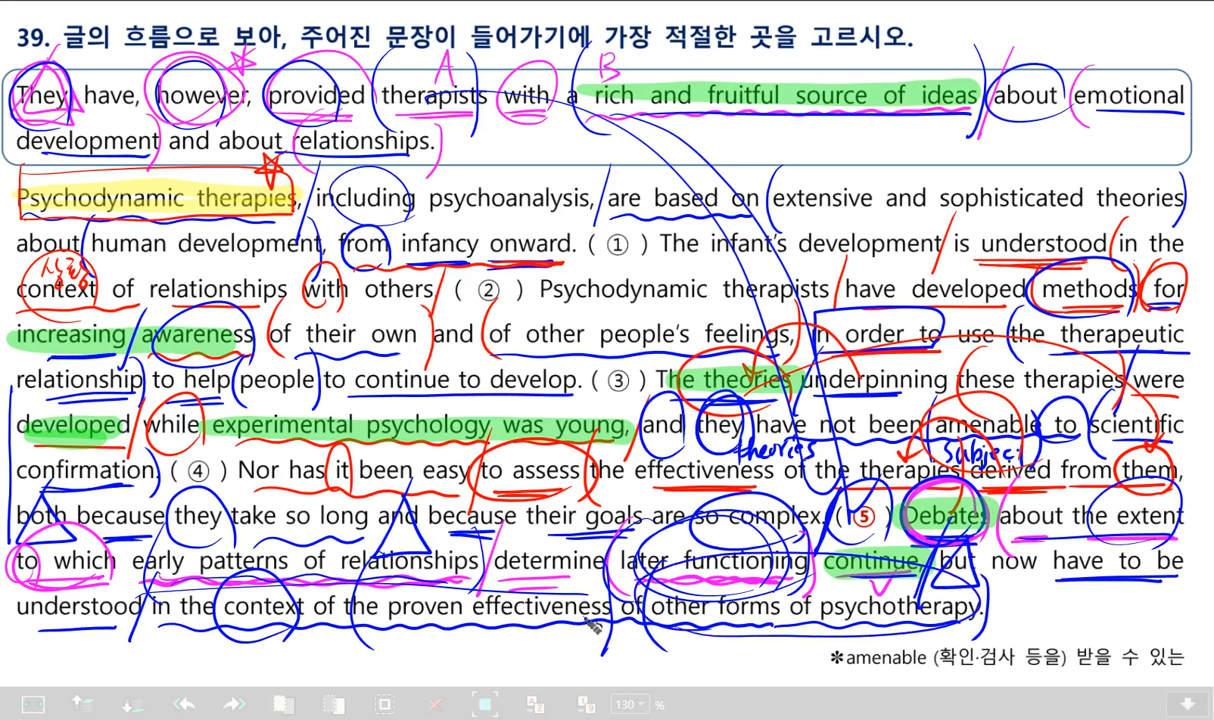 39. 글의 흐름으로 보아, 주어진 문장이 들어가기에 가장 적절한 곳을 고르시오.
A B
They have, however, provided therapists with a rich and fruitful source of ideas about emotional
development and about relationships.
Psychodynamic therapies, including psychoanalysis, are based on extensive and sophisticated theories
about human development, from infancy onward. ( ① ) The infant's development is understood in the
context of relationships with others. ( ② ) Psychodynamic therapists have developed methods for
increasing awareness of their own and of other people's feelings, in order to use the therapeutic
relationship to help people to continue to develop. ( ③ ) The theories underpinning these therapies were
developed while experimental psychology was young, and they have not been amenable to scientific
theories subject
confirmation. ( ④ ) Nor has it been easy to assess the effectiveness of the therapies derived from them,
both because they take so long and because their goals are so complex. ( ⑤ ) Debates about the extent
to which early patterns of relationships determine later functioning continue but now have to be
understood in the context of the proven effectiveness of other forms of psychotherapy.
✻amenable (확인·검사 등을) 받을 수 있는
130 %